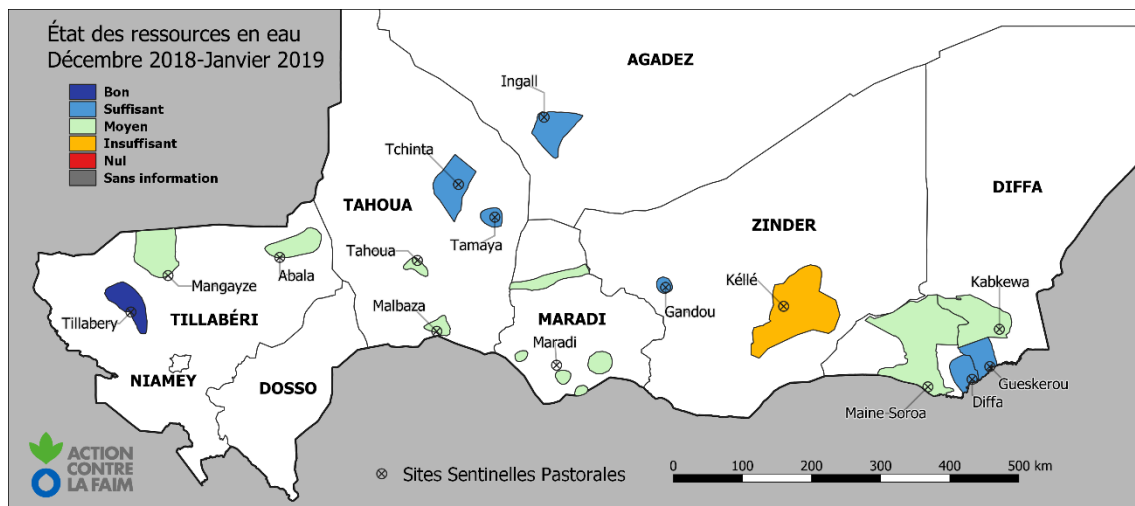 État des ressources en eau
Décembre 2018-Janvier 2019
Bon
Suffisant
Moyen
Insuffisant
Nul
Sans information
AGADEZ
Ingall
Tchinta
DIFFA
TAHOUA
Tamaya
ZINDER
Tahoua
Abala
Mangayze
Kéllé
Kabkewa
Gandou
Malbaza
Tillabery
TILLABÉRI
MARADI
Maradi
Gueskerou
NIAMEY
DOSSO
Diffa
Maine-Soroa
ACTION
CONTRE
LA FAIM
Sites Sentinelles Pastorales
0 100 200 300 400 500 km